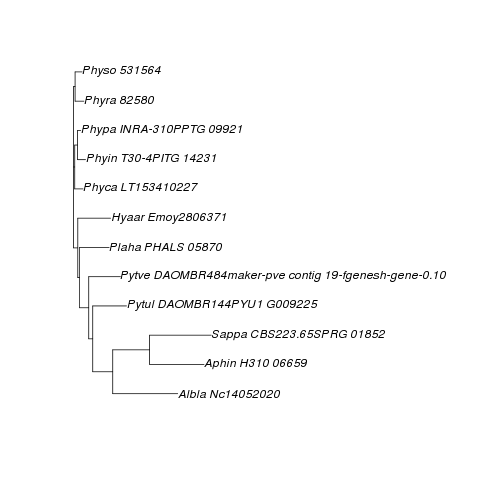 Physo 531564
Phyra 82580
Phypa INRA-310PPTG 09921
Phyin T30-4PITG 14231
Phyca LT153410227
Hyaar Emoy2806371
Plaha PHALS 05870
Pytve DAOMBR484maker-pve contig 19-fgenesh-gene-0.10
Pytul DAOMBR144PYU1 G009225
Sappa CBS223.65SPRG 01852
Aphin H310 06659
Albla Nc14052020